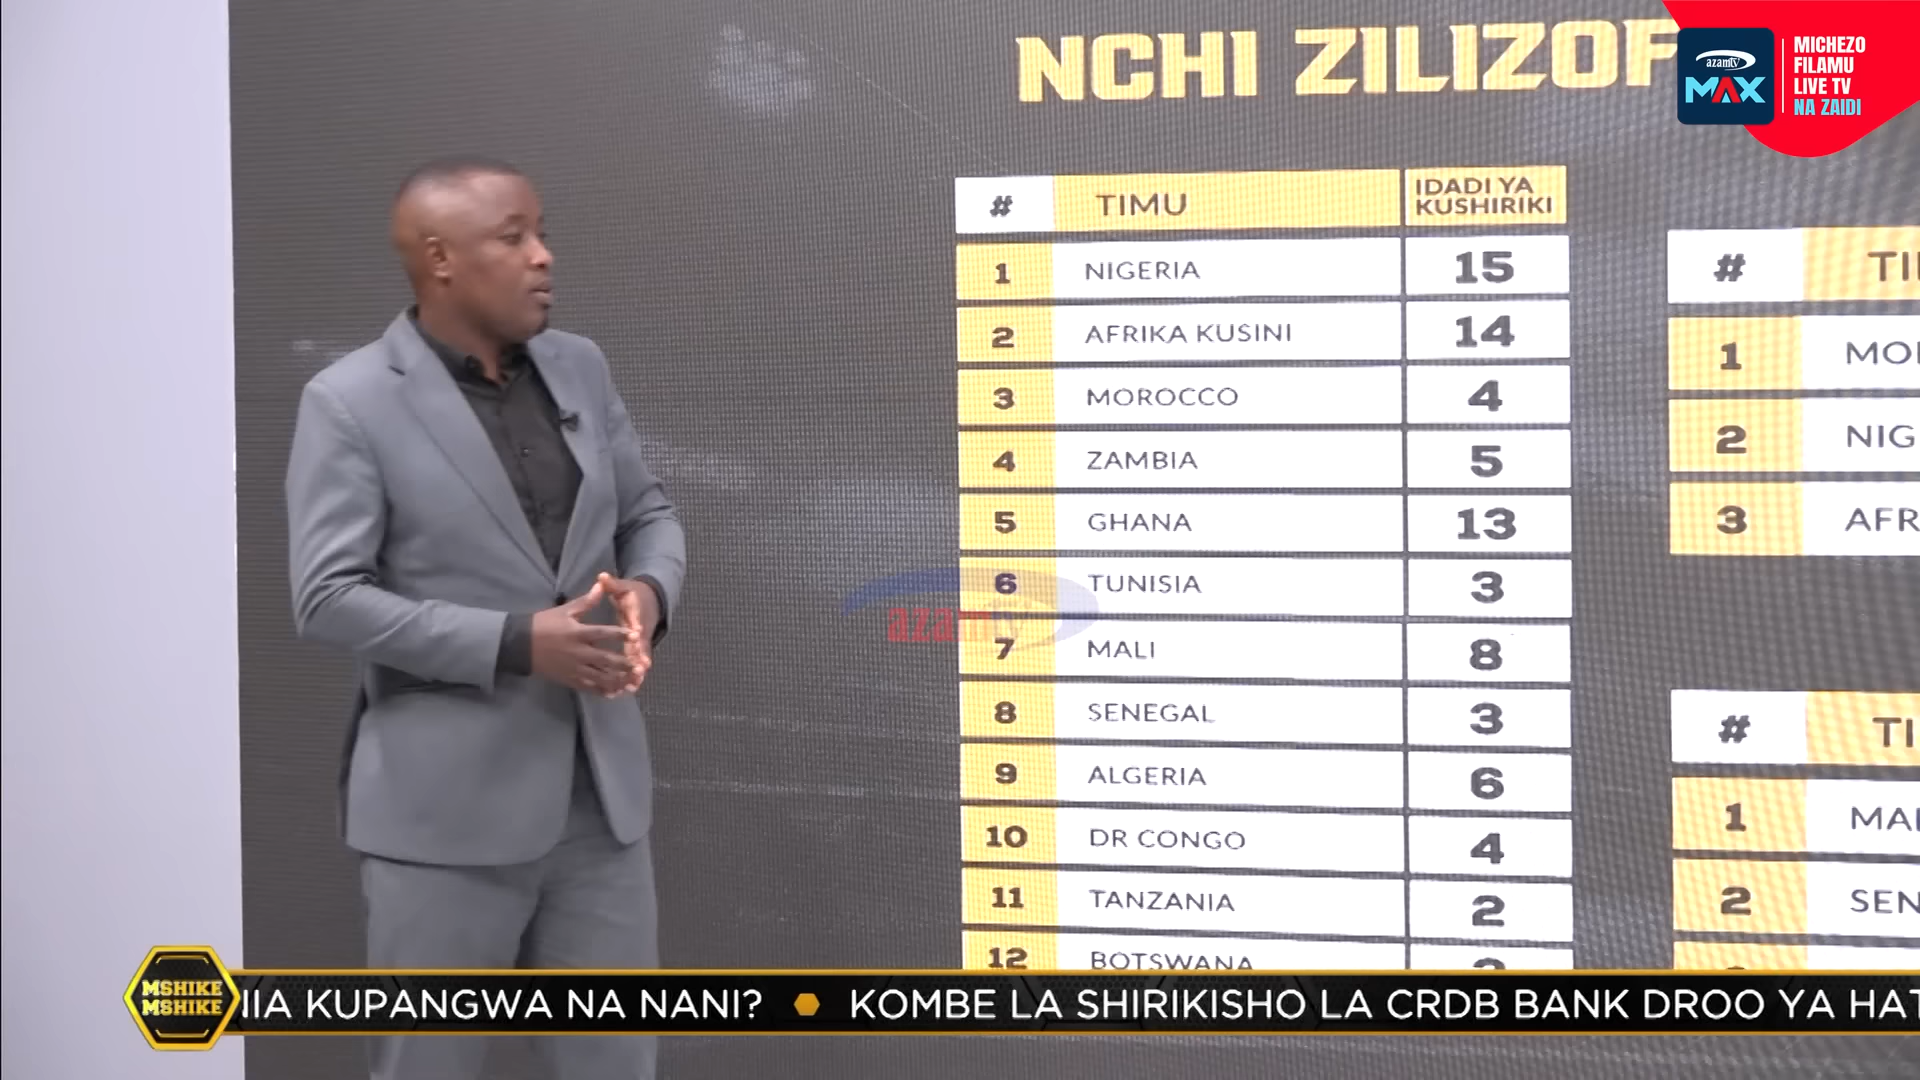 NCHI ZILIZOF
azamtv
MAX
MICHEZO
FILAMU
LIVE TV
NA ZAIDI
# TIMU IDADI YA KUSHIRIKI
1 NIGERIA 15
2 AFRIKA KUSINI 14
3 MOROCCO 4
4 ZAMBIA 5
5 GHANA 13
6 TUNISIA 3
7 MALI 8
8 SENEGAL 3
9 ALGERIA 6
10 DR CONGO 4
11 TANZANIA 2
12 BOTSWANA
# TI
1 MO
2 NIG
3 AFR
# TI
1 MA
2 SEN
azamtv
MSHIKE
MSHIKE
NIA KUPANGWA NA NANI? KOMBE LA SHIRIKISHO LA CRDB BANK DROO YA HAT